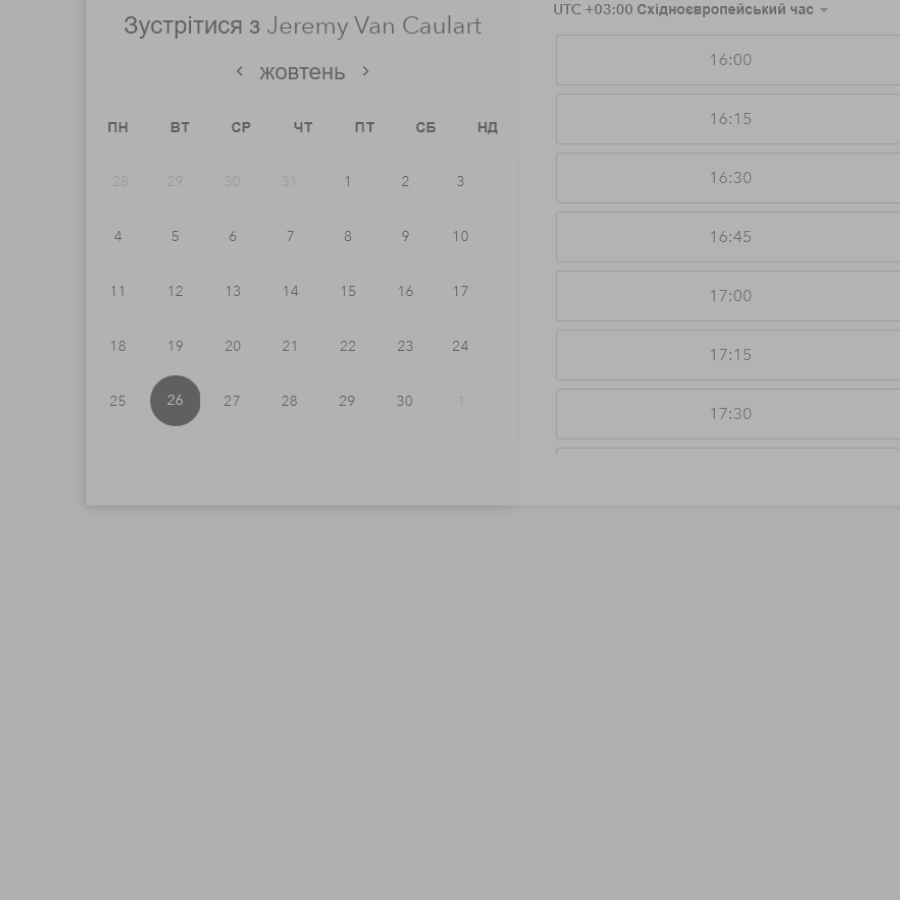 Зустрітися з Jeremy Van Caulart
жовтень
ПН ВТ СР ЧТ ПТ СБ НД
28 29 30 31 1 2 3
4 5 6 7 8 9 10
11 12 13 14 15 16 17
18 19 20 21 22 23 24
25 26 27 28 29 30 1
UTC +03:00 Східноєвропейський час
16:00
16:15
16:30
16:45
17:00
17:15
17:30